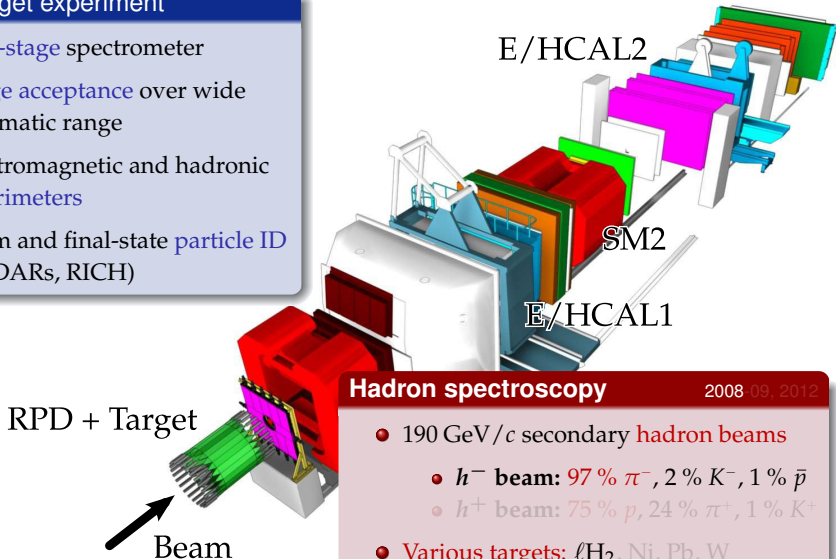 get experiment
-stage spectrometer
e acceptance over wide
matic range
tromagnetic and hadronic
rimeters
m and final-state particle ID
DARs, RICH)
E/HCAL2
SM2
E/HCAL1
RPD + Target
Beam
Hadron spectroscopy 2008-09, 2012
190 GeV/c secondary hadron beams
h⁻ beam: 97 % π⁻, 2 % K⁻, 1 % p̄
h⁺ beam: 75 % p, 24 % π⁺, 1 % K⁺
Various targets: ℓH₂, Ni, Pb, W